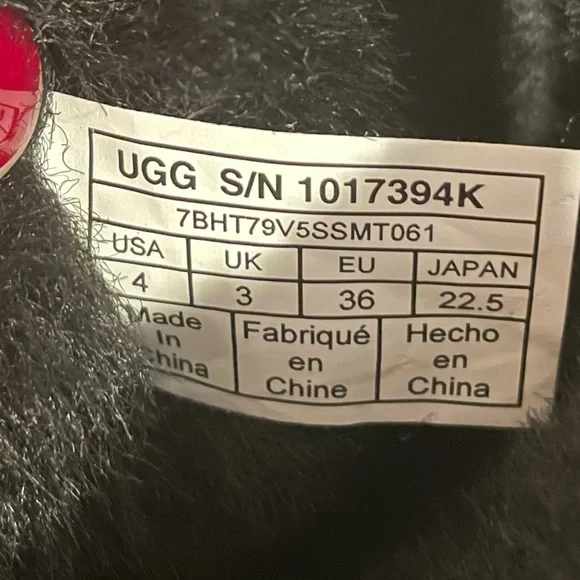 UGG S/N 1017394K
7BHT79V5SSMT061
USA UK EU JAPAN
4 3 36 22.5
Made In China
Fabriqué en Chine
Hecho en China